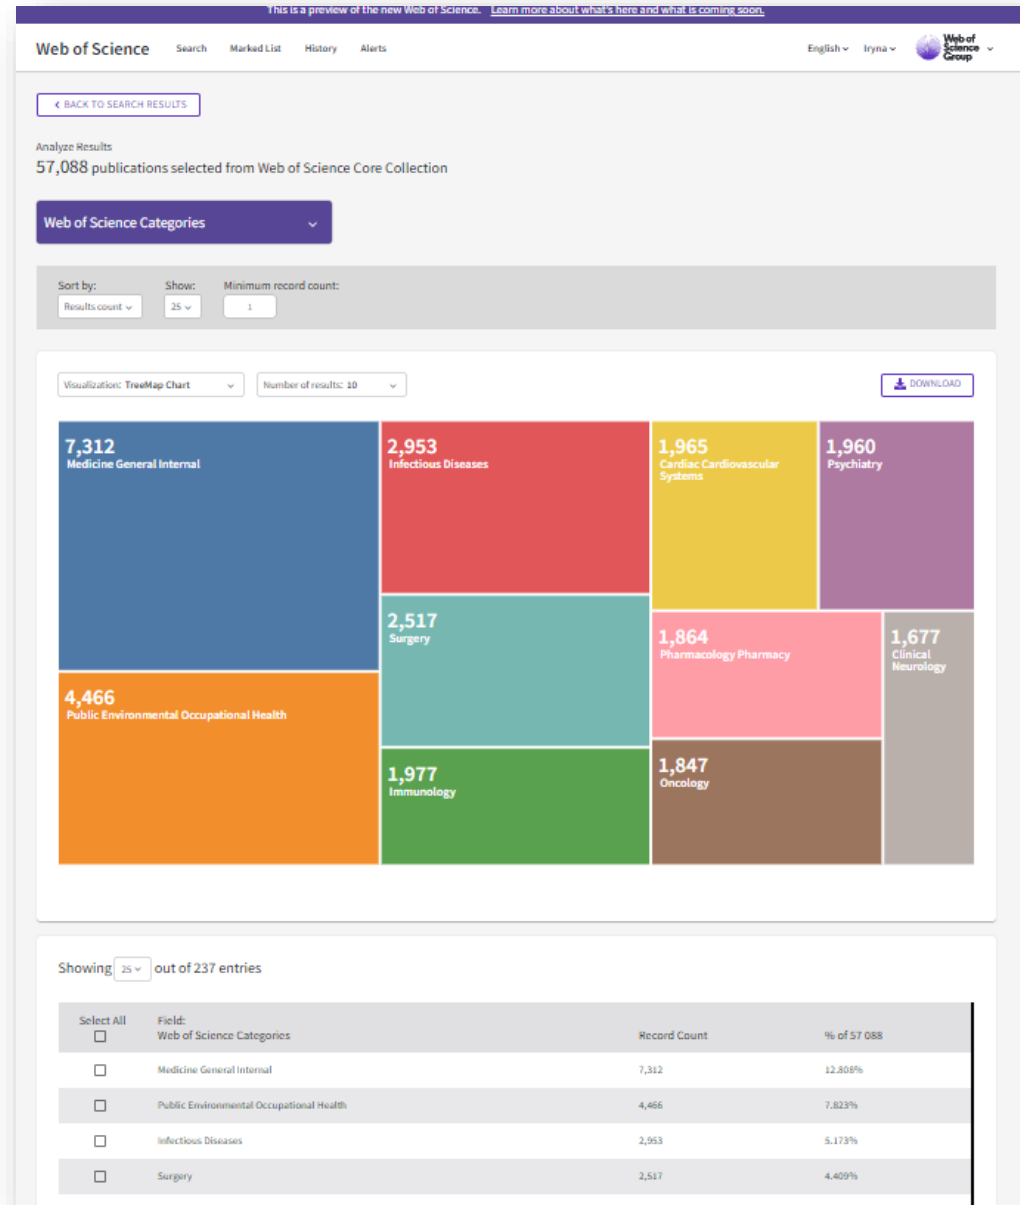 This is a preview of the new Web of Science. Learn more about what's here and what is coming soon.
Web of Science Search Marked List History Alerts English Iryna Web of Science Group
BACK TO SEARCH RESULTS
Analyze Results
57,088 publications selected from Web of Science Core Collection
Web of Science Categories
Sort by: Show: Minimum record count:
Results count 25 1
Visualization: TreeMap Chart Number of results: 10 DOWNLOAD
7,312
Medicine General Internal
4,466
Public Environmental Occupational Health
2,953
Infectious Diseases
2,517
Surgery
1,977
Immunology
1,965
Cardiac Cardiovascular
Systems
1,960
Psychiatry
1,864
Pharmacology Pharmacy
1,677
Clinical
Neurology
1,847
Oncology
Showing 25 out of 237 entries
Select All Field:
Web of Science Categories Record Count % of 57 088
Medicine General Internal 7,312 12.808%
Public Environmental Occupational Health 4,466 7.823%
Infectious Diseases 2,953 5.173%
Surgery 2,517 4.409%